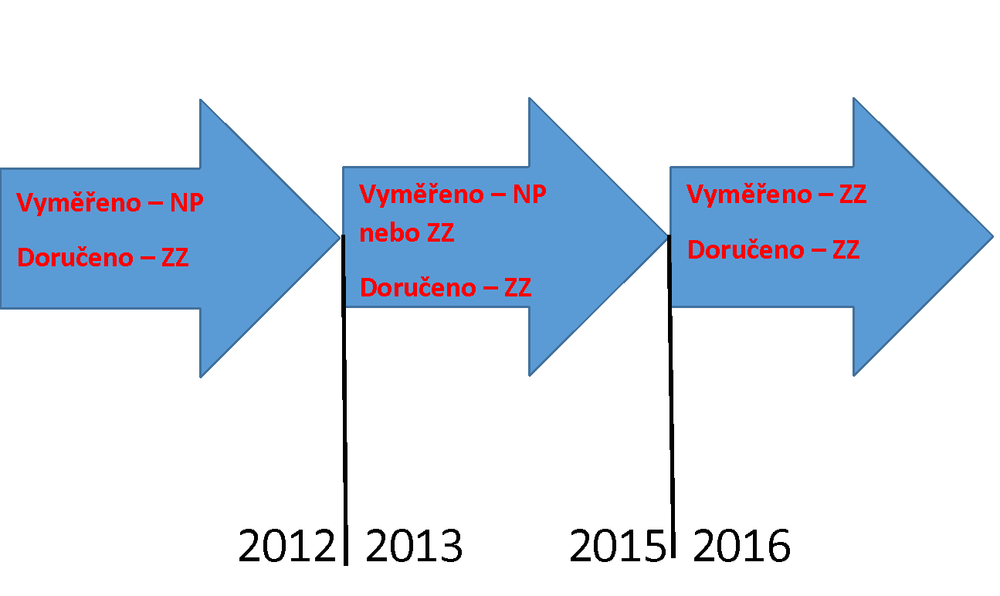 Vyměřeno – NP
Doručeno – ZZ
Vyměřeno – NP
nebo ZZ
Doručeno – ZZ
Vyměřeno – ZZ
Doručeno – ZZ
2012 2013 2015 2016